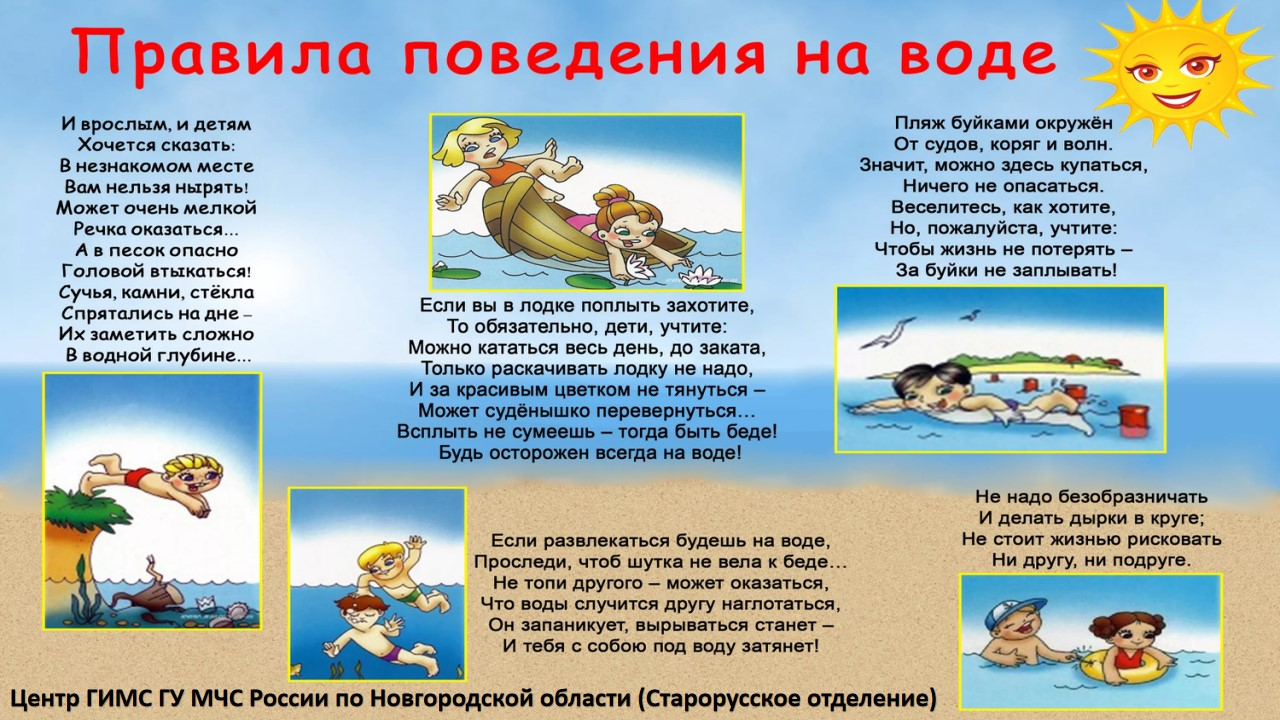 Правила поведения на воде
И врослым, и детям
Хочется сказать:
В незнакомом месте
Вам нельзя нырять!
Может очень мелкой
Речка оказаться...
А в песок опасно
Головой втыкаться!
Сучья, камни, стёкла
Спрятались на дне –
Их заметить сложно
В водной глубине...
Если вы в лодке поплыть захотите,
То обязательно, дети, учтите:
Можно кататься весь день, до заката,
Только раскачивать лодку не надо,
И за красивым цветком не тянуться –
Может судёнышко перевернуться...
Всплыть не сумеешь – тогда быть беде!
Будь осторожен всегда на воде!
Пляж буйками окружён
От судов, коряг и волн.
Значит, можно здесь купаться,
Ничего не опасаться.
Веселитесь, как хотите,
Но, пожалуйста, учтите:
Чтобы жизнь не потерять –
За буйки не заплывать!
Если развлекаться будешь на воде,
Проследи, чтоб шутка не вела к беде...
Не топи другого – может оказаться,
Что воды случится другу наглотаться,
Он запаникует, вырываться станет –
И тебя с собою под воду затянет!
Не надо безобразничать
И делать дырки в круге;
Не стоит жизнью рисковать
Ни другу, ни подруге.
Центр ГИМС ГУ МЧС России по Новгородской области (Старорусское отделение)